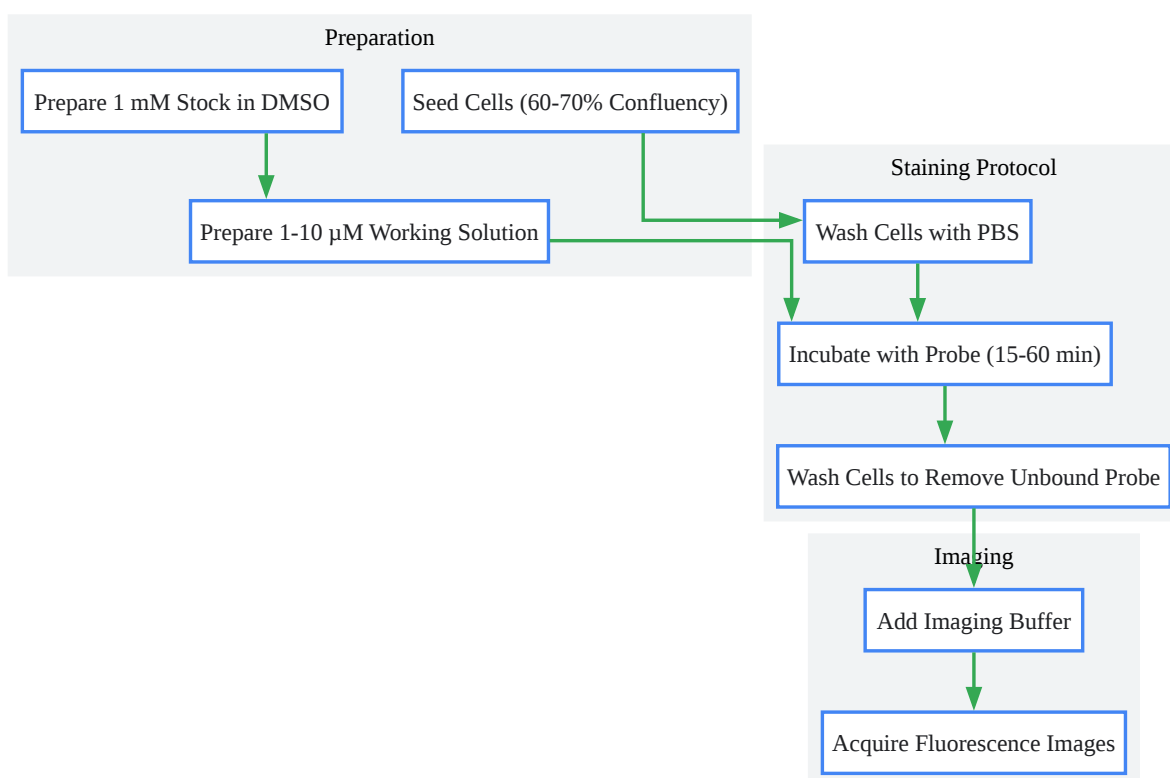 Preparation
Prepare 1 mM Stock in DMSO
Seed Cells (60-70% Confluency)
Prepare 1-10 µM Working Solution
Staining Protocol
Wash Cells with PBS
Incubate with Probe (15-60 min)
Wash Cells to Remove Unbound Probe
Imaging
Add Imaging Buffer
Acquire Fluorescence Images